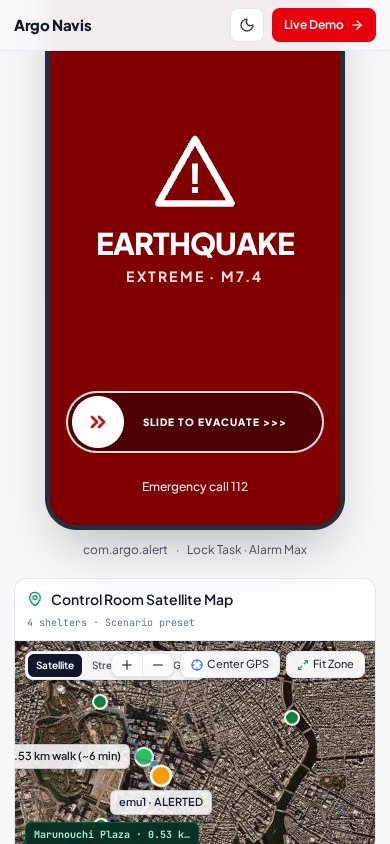 Argo Navis
Live Demo
EARTHQUAKE
EXTREME · M7.4
SLIDE TO EVACUATE >>>
Emergency call 112
com.argo.alert · Lock Task · Alarm Max
Control Room Satellite Map
4 shelters · Scenario preset
Satellite
Stre
+
−
G
Center GPS
Fit Zone
.53 km walk (~6 min)
emu1 · ALERTED
Marunouchi Plaza · 0.53 k…